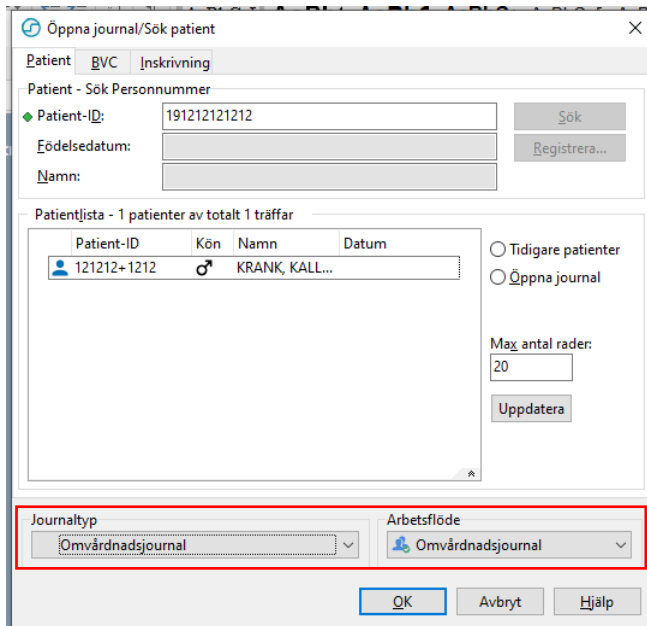 Öppna journal/Sök patient
Patient BVC Inskrivning
Patient - Sök Personnummer
Patient-ID: 191212121212 Sök
Födelsedatum: Registrera...
Namn:
Patientlista - 1 patienter av totalt 1 träffar
Patient-ID Kön Namn Datum
121212+1212 KRANK, KALL...
Tidigare patienter
Öppna journal
Max antal rader:
20
Uppdatera
Journaltyp Arbetsflöde
Omvårdnadsjournal Omvårdnadsjournal
OK Avbryt Hjälp